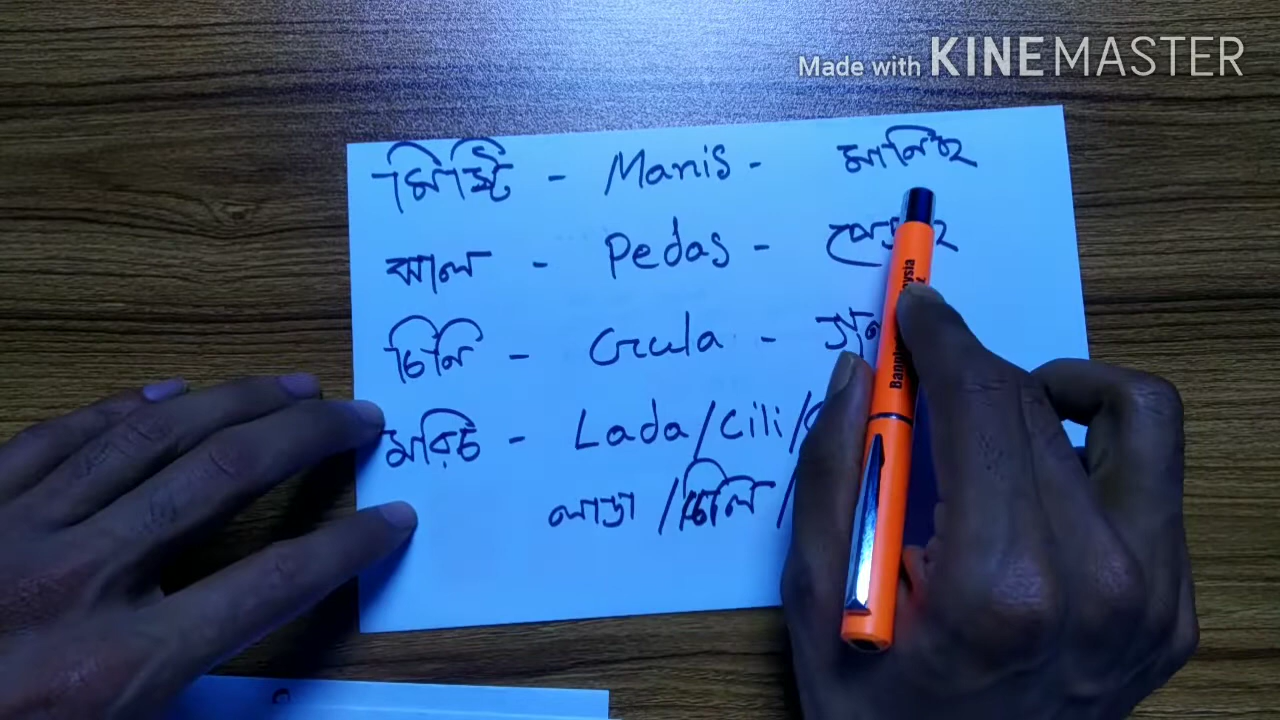 Made with KINEMASTER
মিষ্টি - Manis - মানিছ
ঝাল - Pedas -
চিনি - Gula -
মরিচ - Lada/Cili/
লাডা /চিলি /